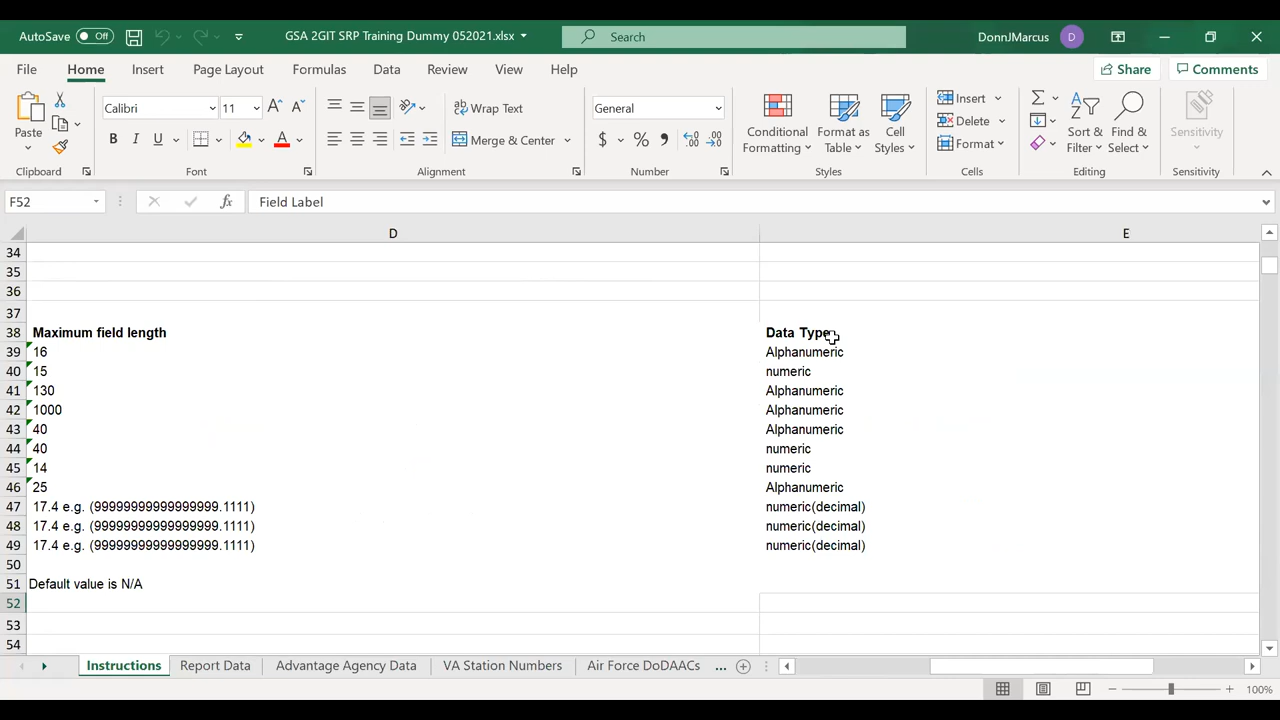 AutoSave Off GSA 2GIT SRP Training Dummy 052021.xlsx Search DonnJMarcus D
File Home Insert Page Layout Formulas Data Review View Help Share Comments
Paste Calibri 11 Wrap Text General Insert
B I U Merge & Center $ % Conditional Formatting Format as Table Cell Styles Delete Format Sort & Filter Find & Select Sensitivity
Clipboard Font Alignment Number Styles Cells Editing Sensitivity
F52 fx Field Label
D E
34
35
36
37
38 Maximum field length Data Type
39 16 Alphanumeric
40 15 numeric
41 130 Alphanumeric
42 1000 Alphanumeric
43 40 Alphanumeric
44 40 numeric
45 14 numeric
46 25 Alphanumeric
47 17.4 e.g. (99999999999999999.1111) numeric(decimal)
48 17.4 e.g. (99999999999999999.1111) numeric(decimal)
49 17.4 e.g. (99999999999999999.1111) numeric(decimal)
50
51 Default value is N/A
52
53
54
Instructions Report Data Advantage Agency Data VA Station Numbers Air Force DoDAACs ...
100%